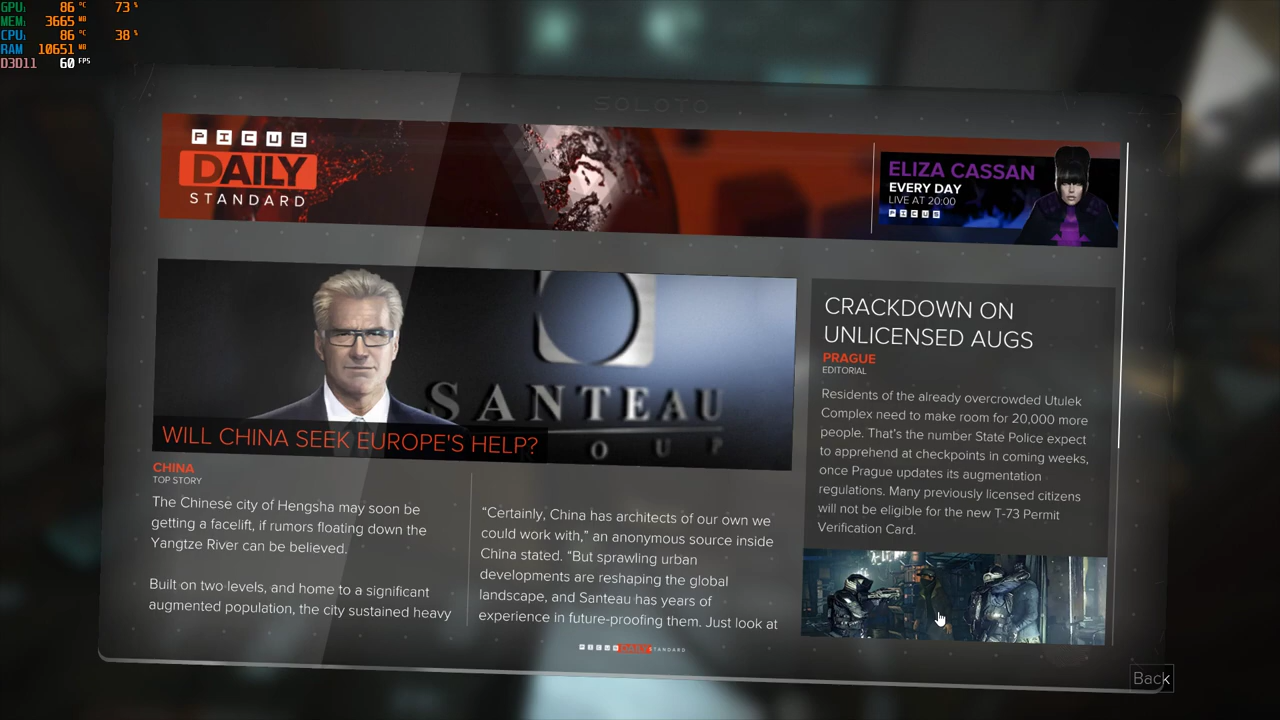 GPU: 86 °C 73 %
MEM: 3665 MB
CPU: 86 °C 38 %
RAM 10651 MB
D3D11 60 FPS
SOLOTO
PICUS
DAILY
STANDARD
ELIZA CASSAN
EVERY DAY
LIVE AT 20:00
PICUS
SANTEAU
O U P
WILL CHINA SEEK EUROPE'S HELP?
CHINA
TOP STORY
The Chinese city of Hengsha may soon be
getting a facelift, if rumors floating down the
Yangtze River can be believed.
Built on two levels, and home to a significant
augmented population, the city sustained heavy
“Certainly, China has architects of our own we
could work with,” an anonymous source inside
China stated. “But sprawling urban
developments are reshaping the global
landscape, and Santeau has years of
experience in future-proofing them. Just look at
CRACKDOWN ON
UNLICENSED AUGS
PRAGUE
EDITORIAL
Residents of the already overcrowded Utulek
Complex need to make room for 20,000 more
people. That's the number State Police expect
to apprehend at checkpoints in coming weeks,
once Prague updates its augmentation
regulations. Many previously licensed citizens
will not be eligible for the new T-73 Permit
Verification Card.
PICUS DAILY STANDARD
Back